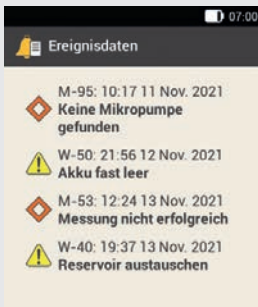 07:00
Ereignisdaten
M-95: 10:17 11 Nov. 2021
Keine Mikropumpe
gefunden
W-50: 21:56 12 Nov. 2021
Akku fast leer
M-53: 12:24 13 Nov. 2021
Messung nicht erfolgreich
W-40: 19:37 13 Nov. 2021
Reservoir austauschen